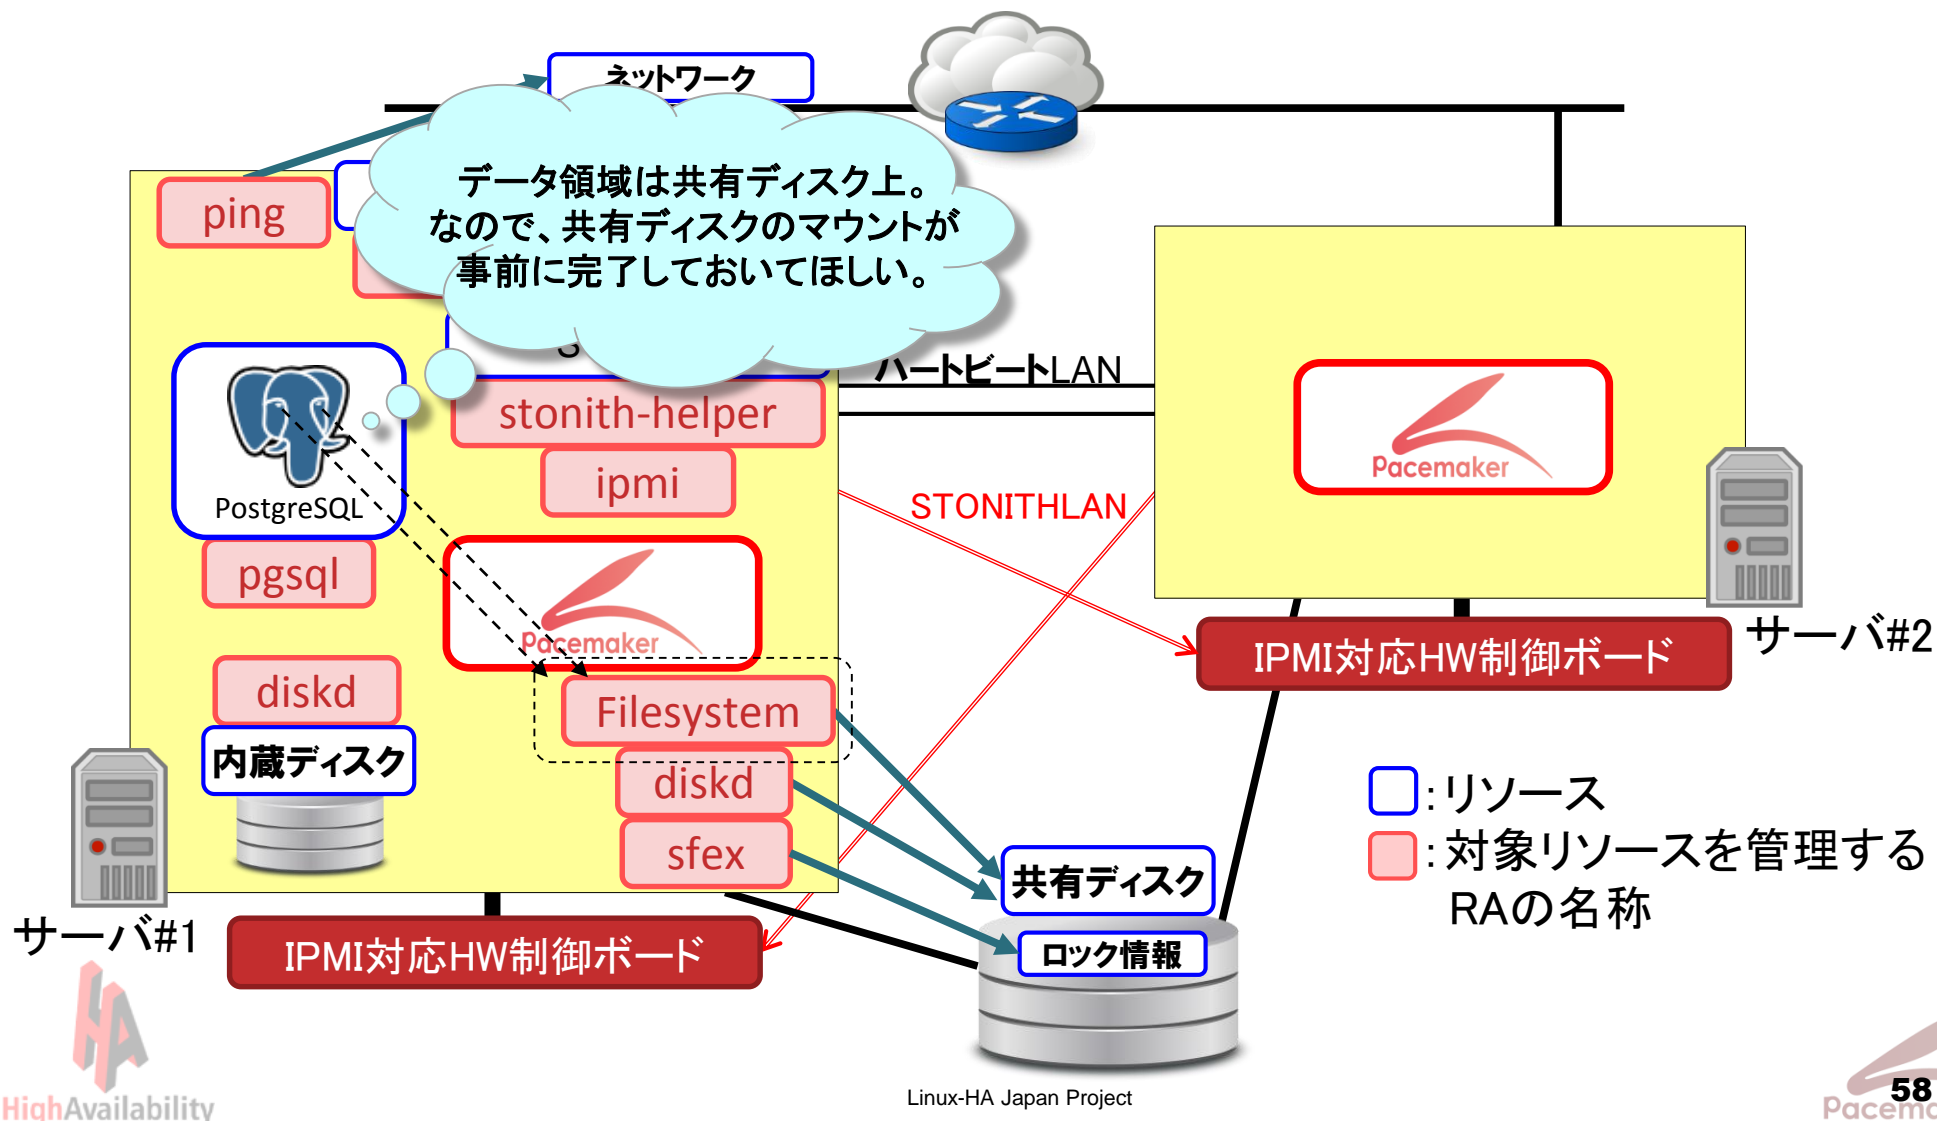 ネットワーク
データ領域は共有ディスク上。
なので、共有ディスクのマウントが
事前に完了しておいてほしい。
ping
S
ハートビートLAN
stonith-helper
ipmi
PostgreSQL
pgsql
STONITHLAN
Pacemaker
Pacemaker
サーバ#2
IPMI対応HW制御ボード
diskd
Filesystem
内蔵ディスク
diskd
sfex
共有ディスク
ロック情報
:リソース
:対象リソースを管理する
RAの名称
サーバ#1
IPMI対応HW制御ボード
HA
HighAvailability
Linux-HA Japan Project
58